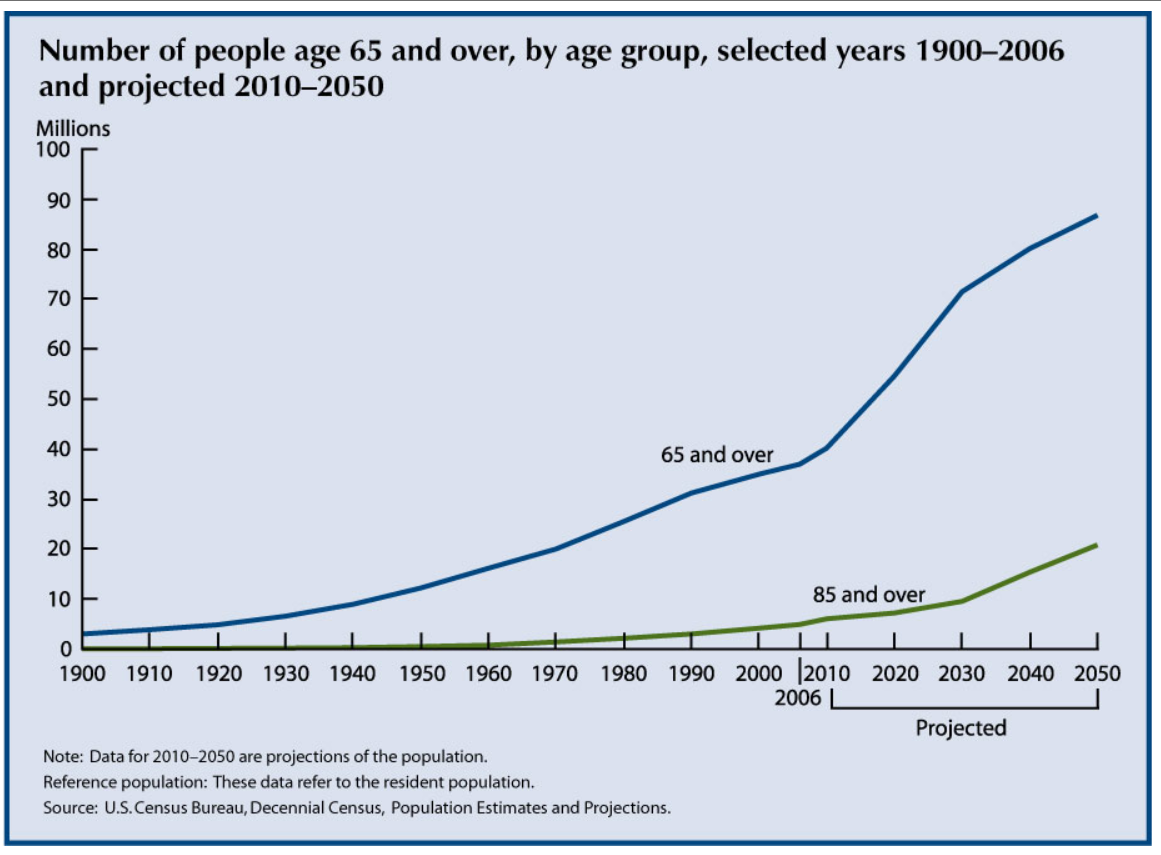 Number of people age 65 and over, by age group, selected years 1900–2006
and projected 2010–2050
Millions
100
90
80
70
60
50
40
30
20
10
0
65 and over
85 and over
1900 1910 1920 1930 1940 1950 1960 1970 1980 1990 2000 2010 2020 2030 2040 2050
2006
Projected
Note: Data for 2010–2050 are projections of the population.
Reference population: These data refer to the resident population.
Source: U.S. Census Bureau, Decennial Census, Population Estimates and Projections.